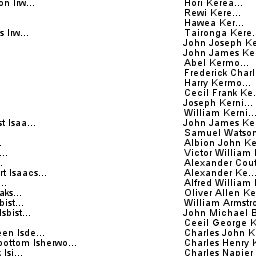 on Irw... Hori Kerea...
Rewi Kere...
Hawea Ker...
s Irw... Taironga Kere.
John Joseph Ke
John James Ke
Abel Kermo...
Frederick Charl
Harry Kermo...
Cecil Frank Ke.
Joseph Kerni...
William Kerni...
st Isaa... John James Ke
Samuel Watson
. Albion John Ke
... Victor William
. Alexander Cout
rt Isaacs... Alexander Ke...
... Alfred William
aks... Oliver Allen Ke
bist... William Armstro
Isbist... John Michael B
Cecil George K
een Isde... Charles John K
bottom Isherwo... Charles Henry K
Isi... Charles Napier